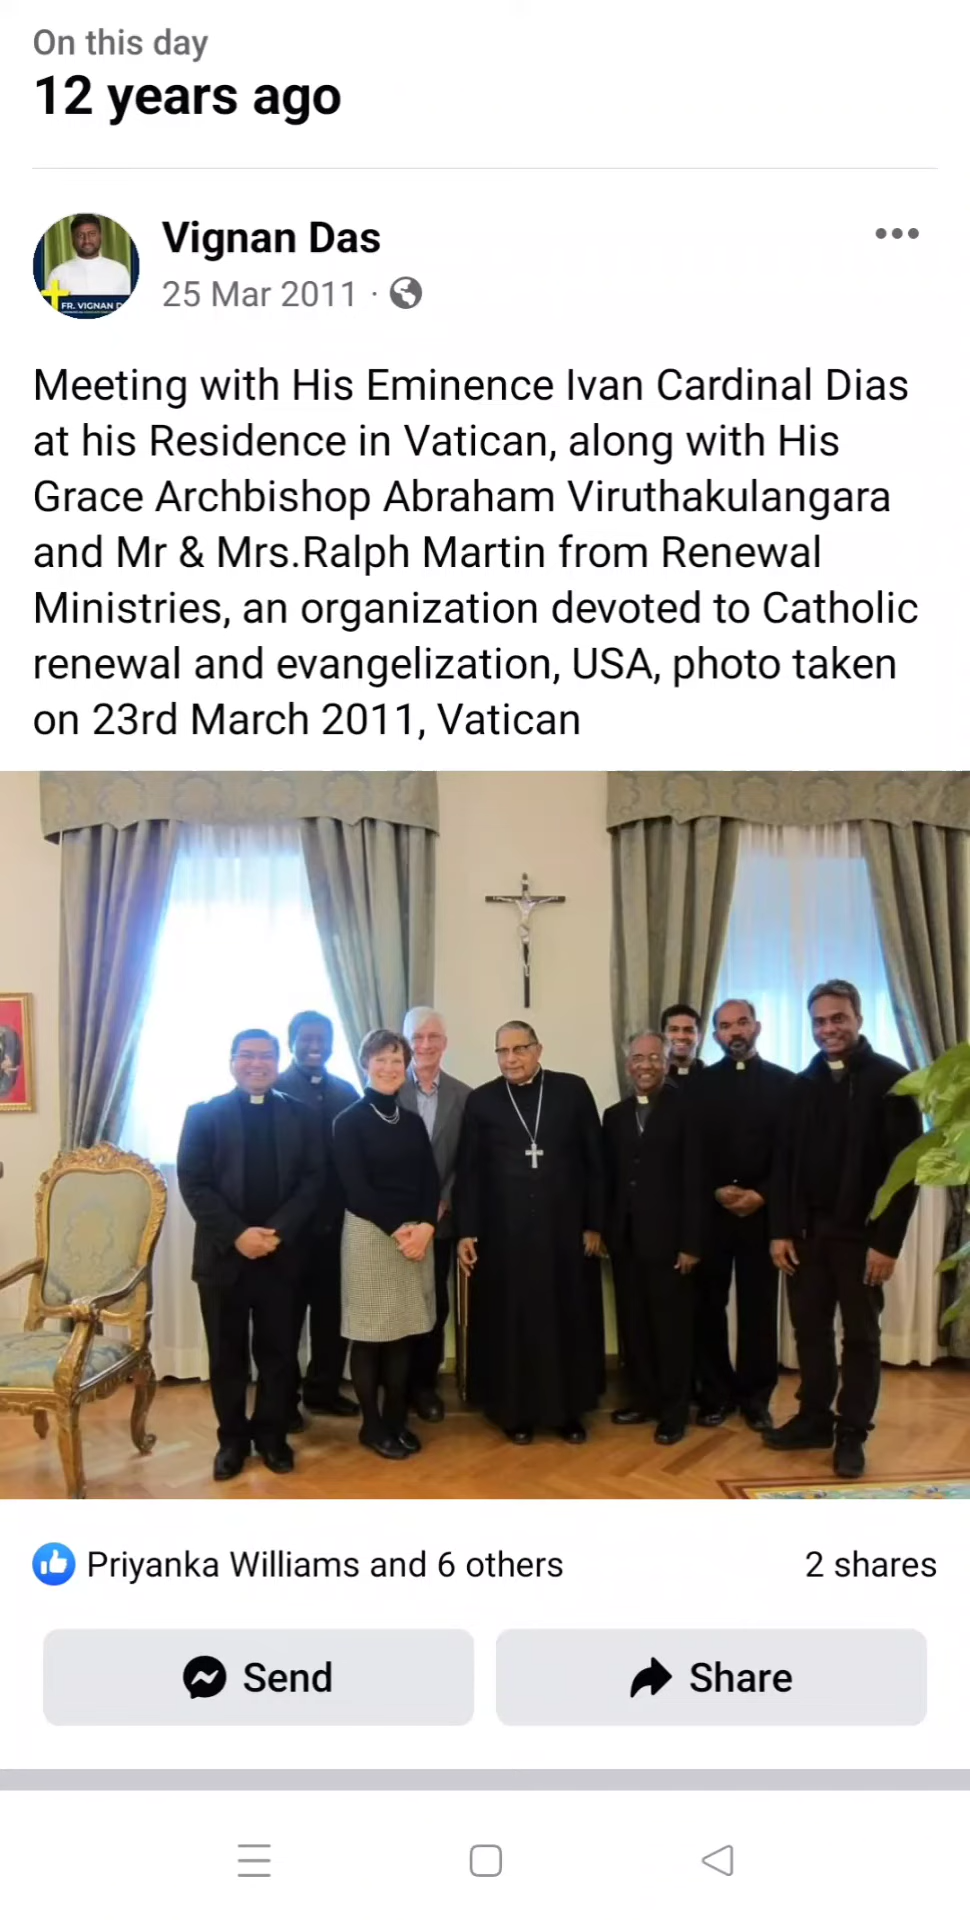 On this day
12 years ago
Vignan Das
25 Mar 2011 ·
FR. VIGNAN
Meeting with His Eminence Ivan Cardinal Dias
at his Residence in Vatican, along with His
Grace Archbishop Abraham Viruthakulangara
and Mr & Mrs.Ralph Martin from Renewal
Ministries, an organization devoted to Catholic
renewal and evangelization, USA, photo taken
on 23rd March 2011, Vatican
Priyanka Williams and 6 others 2 shares
Send Share